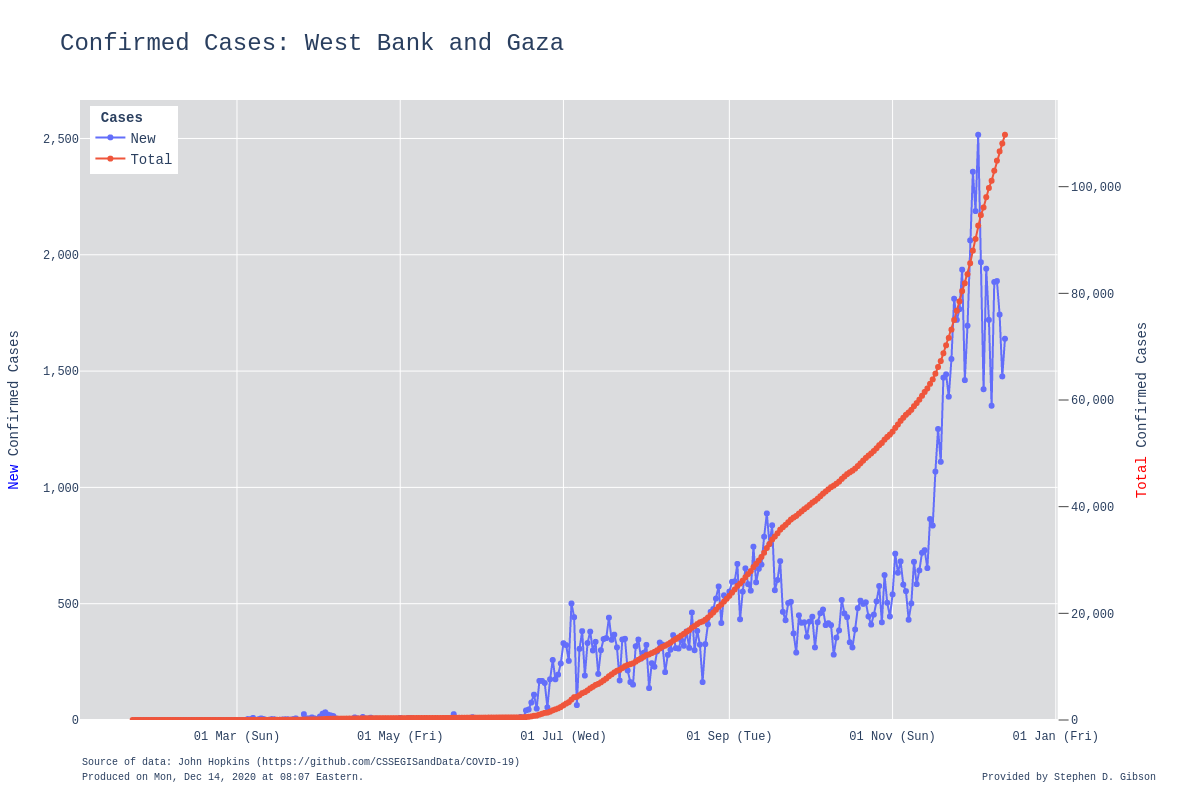 Confirmed Cases: West Bank and Gaza
Cases
New
Total
2,500
2,000
1,500
1,000
500
0
New Confirmed Cases
100,000
80,000
60,000
40,000
20,000
0
Total Confirmed Cases
01 Mar (Sun) 01 May (Fri) 01 Jul (Wed) 01 Sep (Tue) 01 Nov (Sun) 01 Jan (Fri)
Source of data: John Hopkins (https://github.com/CSSEGISandData/COVID-19)
Produced on Mon, Dec 14, 2020 at 08:07 Eastern.
Provided by Stephen D. Gibson